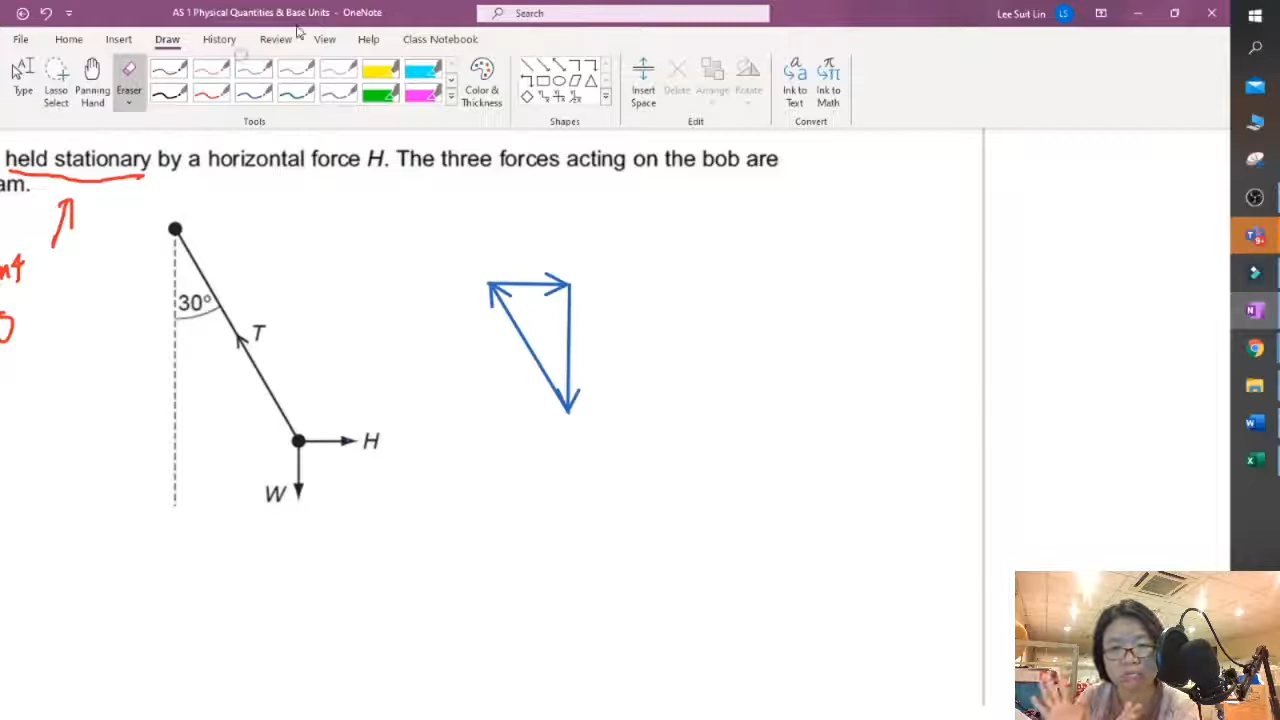 AS 1 Physical Quantities & Base Units - OneNote
Search
Lee Suit Lin
LS
File Home Insert Draw History Review View Help Class Notebook
Type
Lasso Select
Panning Hand
Eraser
Color & Thickness
Insert Space
Delete
Arrange
Rotate
Ink to Text
Ink to Math
Tools
Shapes
Edit
Convert
held stationary by a horizontal force H. The three forces acting on the bob are
am.
30°
T
H
W